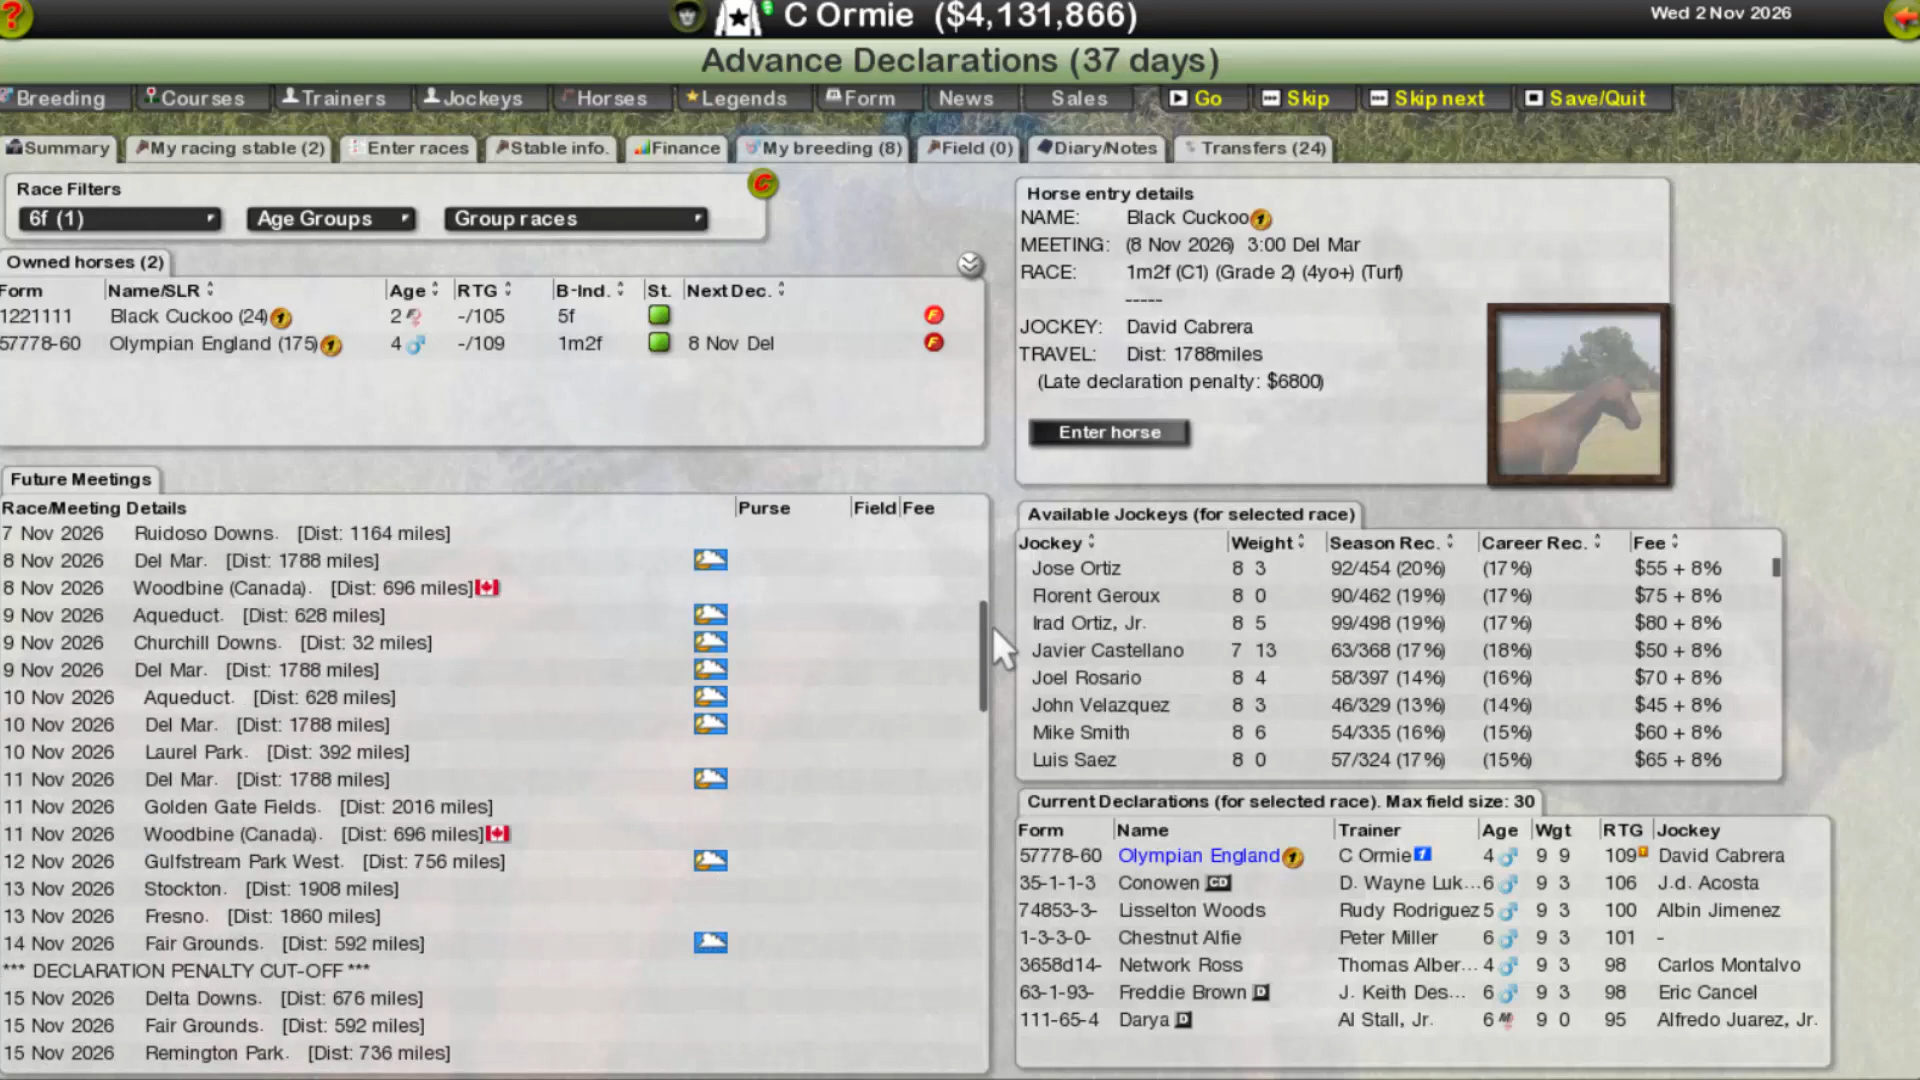 ? C Ormie ($4,131,866) Wed 2 Nov 2026
Advance Declarations (37 days)
Breeding Courses Trainers Jockeys Horses Legends Form News Sales Go Skip Skip next Save/Quit
Summary My racing stable (2) Enter races Stable info. Finance My breeding (8) Field (0) Diary/Notes Transfers (24)
Race Filters
6f (1) Age Groups Group races
C
Owned horses (2)
Form Name/SLR Age RTG B-Ind. St. Next Dec.
1221111 Black Cuckoo (24) 1 2 -/105 5f F
57778-60 Olympian England (175) 1 4 -/109 1m2f 8 Nov Del F
Future Meetings
Race/Meeting Details Purse Field Fee
7 Nov 2026 Ruidoso Downs. [Dist: 1164 miles]
8 Nov 2026 Del Mar. [Dist: 1788 miles]
8 Nov 2026 Woodbine (Canada). [Dist: 696 miles]
9 Nov 2026 Aqueduct. [Dist: 628 miles]
9 Nov 2026 Churchill Downs. [Dist: 32 miles]
9 Nov 2026 Del Mar. [Dist: 1788 miles]
10 Nov 2026 Aqueduct. [Dist: 628 miles]
10 Nov 2026 Del Mar. [Dist: 1788 miles]
10 Nov 2026 Laurel Park. [Dist: 392 miles]
11 Nov 2026 Del Mar. [Dist: 1788 miles]
11 Nov 2026 Golden Gate Fields. [Dist: 2016 miles]
11 Nov 2026 Woodbine (Canada). [Dist: 696 miles]
12 Nov 2026 Gulfstream Park West. [Dist: 756 miles]
13 Nov 2026 Stockton. [Dist: 1908 miles]
13 Nov 2026 Fresno. [Dist: 1860 miles]
14 Nov 2026 Fair Grounds. [Dist: 592 miles]
*** DECLARATION PENALTY CUT-OFF ***
15 Nov 2026 Delta Downs. [Dist: 676 miles]
15 Nov 2026 Fair Grounds. [Dist: 592 miles]
15 Nov 2026 Remington Park. [Dist: 736 miles]
Horse entry details
NAME: Black Cuckoo 1
MEETING: (8 Nov 2026) 3:00 Del Mar
RACE: 1m2f (C1) (Grade 2) (4yo+) (Turf)
-----
JOCKEY: David Cabrera
TRAVEL: Dist: 1788miles
(Late declaration penalty: $6800)
Enter horse
Available Jockeys (for selected race)
Jockey Weight Season Rec. Career Rec. Fee
Jose Ortiz 8 3 92/454 (20%) (17%) $55 + 8%
Florent Geroux 8 0 90/462 (19%) (17%) $75 + 8%
Irad Ortiz, Jr. 8 5 99/498 (19%) (17%) $80 + 8%
Javier Castellano 7 13 63/368 (17%) (18%) $50 + 8%
Joel Rosario 8 4 58/397 (14%) (16%) $70 + 8%
John Velazquez 8 3 46/329 (13%) (14%) $45 + 8%
Mike Smith 8 6 54/335 (16%) (15%) $60 + 8%
Luis Saez 8 0 57/324 (17%) (15%) $65 + 8%
Current Declarations (for selected race). Max field size: 30
Form Name Trainer Age Wgt RTG Jockey
57778-60 Olympian England 1 C Ormie 1 4 9 9 109 David Cabrera
35-1-1-3 Conowen CD D. Wayne Luk... 6 9 3 106 J.d. Acosta
74853-3- Lisselton Woods Rudy Rodriguez 5 9 3 100 Albin Jimenez
1-3-3-0- Chestnut Alfie Peter Miller 6 9 3 101 -
3658d14- Network Ross Thomas Alber... 4 9 3 98 Carlos Montalvo
63-1-93- Freddie Brown D J. Keith Des... 6 9 3 98 Eric Cancel
111-65-4 Darya D Al Stall, Jr. 6 9 0 95 Alfredo Juarez, Jr.